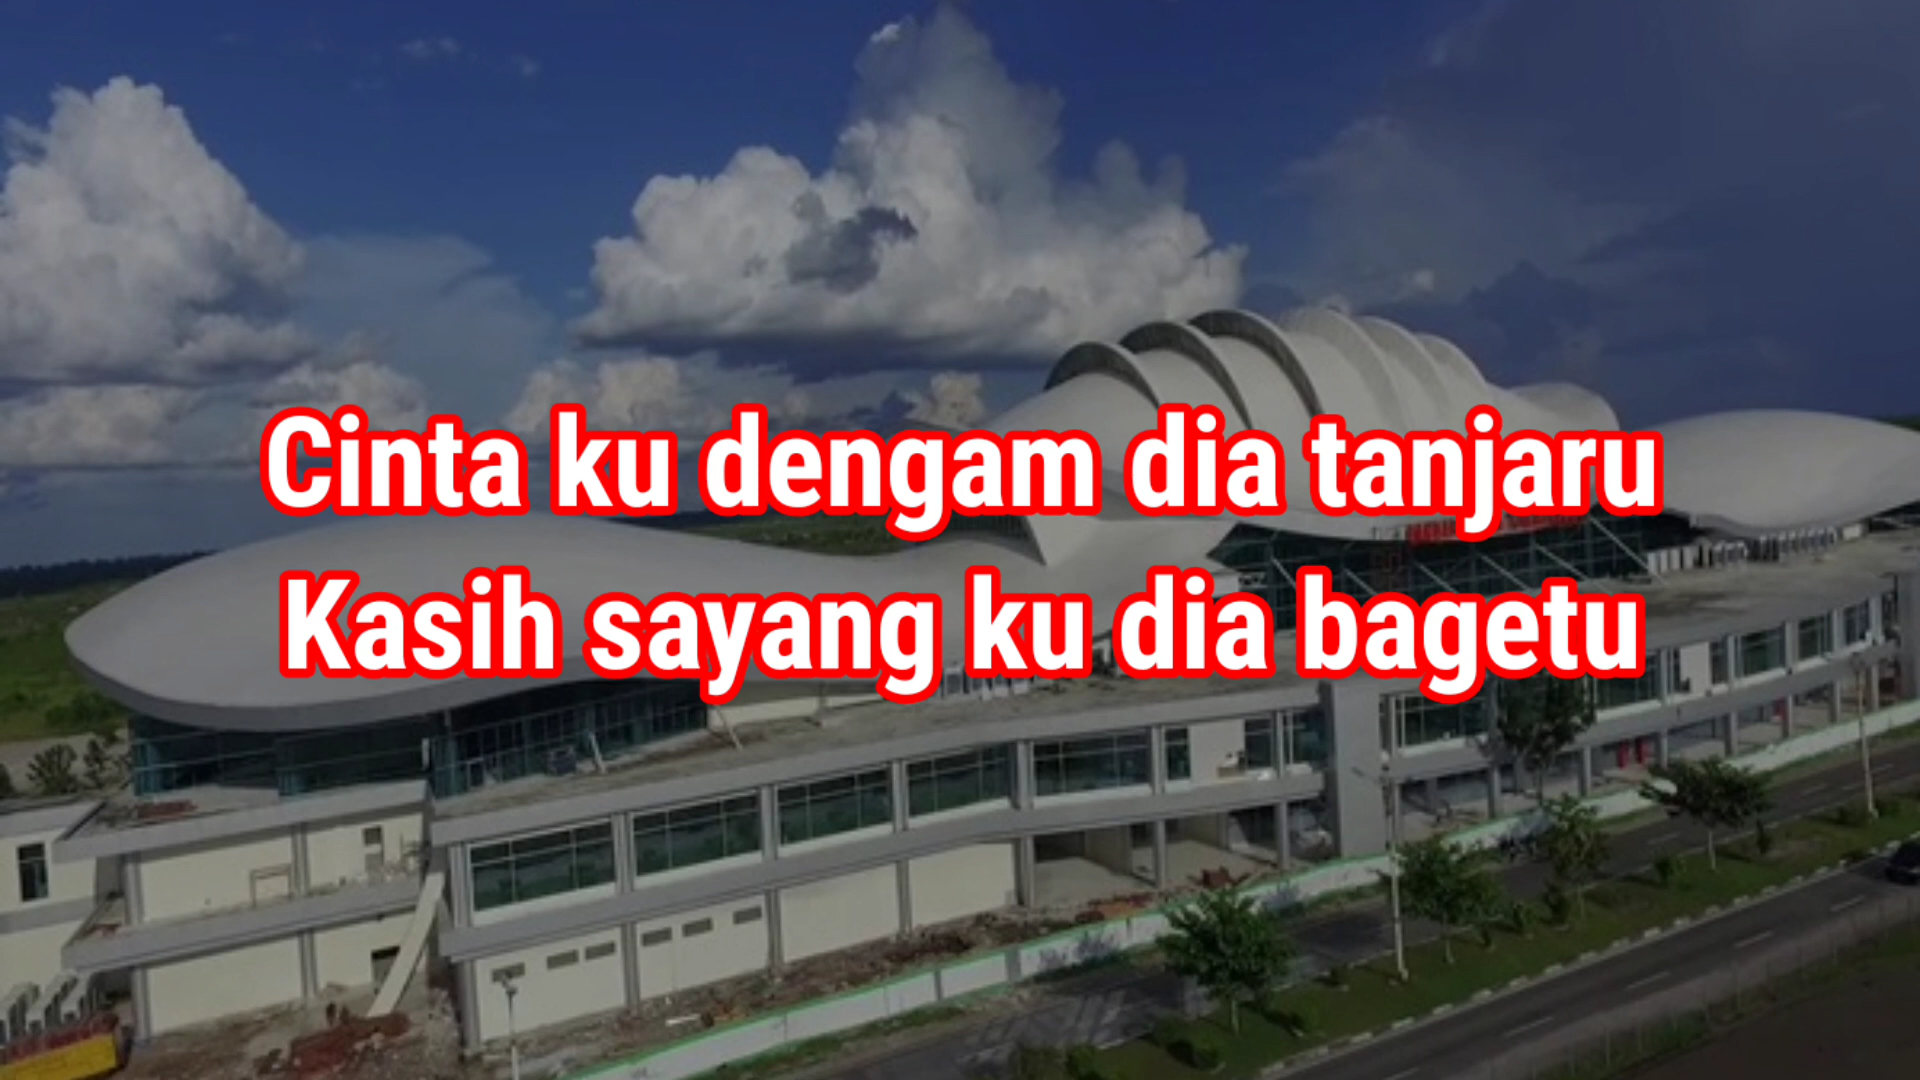 Cinta ku dengam dia tanjaru
Kasih sayang ku dia bagetu